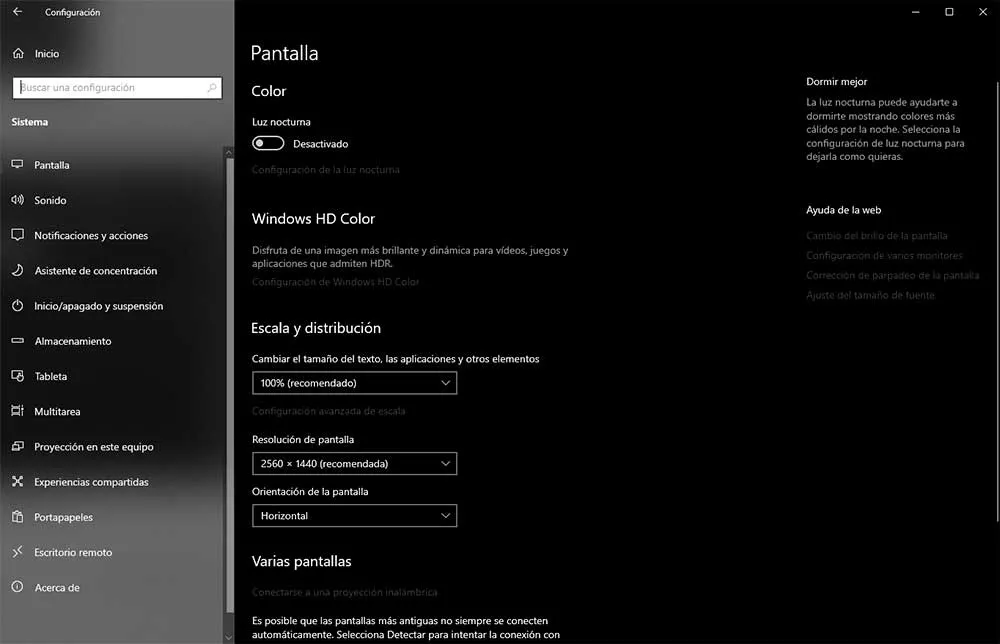 Configuración
Inicio
Buscar una configuración
Sistema
Pantalla
Sonido
Notificaciones y acciones
Asistente de concentración
Inicio/apagado y suspensión
Almacenamiento
Tableta
Multitarea
Proyección en este equipo
Experiencias compartidas
Portapapeles
Escritorio remoto
Acerca de
Pantalla
Color
Luz nocturna
Desactivado
Configuración de la luz nocturna
Windows HD Color
Disfruta de una imagen más brillante y dinámica para vídeos, juegos y
aplicaciones que admiten HDR.
Configuración de Windows HD Color
Escala y distribución
Cambiar el tamaño del texto, las aplicaciones y otros elementos
100% (recomendado)
Configuración avanzada de escala
Resolución de pantalla
2560 × 1440 (recomendada)
Orientación de la pantalla
Horizontal
Varias pantallas
Conectarse a una proyección inalámbrica
Es posible que las pantallas más antiguas no siempre se conecten
automáticamente. Selecciona Detectar para intentar la conexión con
Dormir mejor
La luz nocturna puede ayudarte a
dormirte mostrando colores más
cálidos por la noche. Selecciona la
configuración de luz nocturna para
dejarla como quieras.
Ayuda de la web
Cambio del brillo de la pantalla
Configuración de varios monitores
Corrección de parpadeo de la pantalla
Ajuste del tamaño de fuente